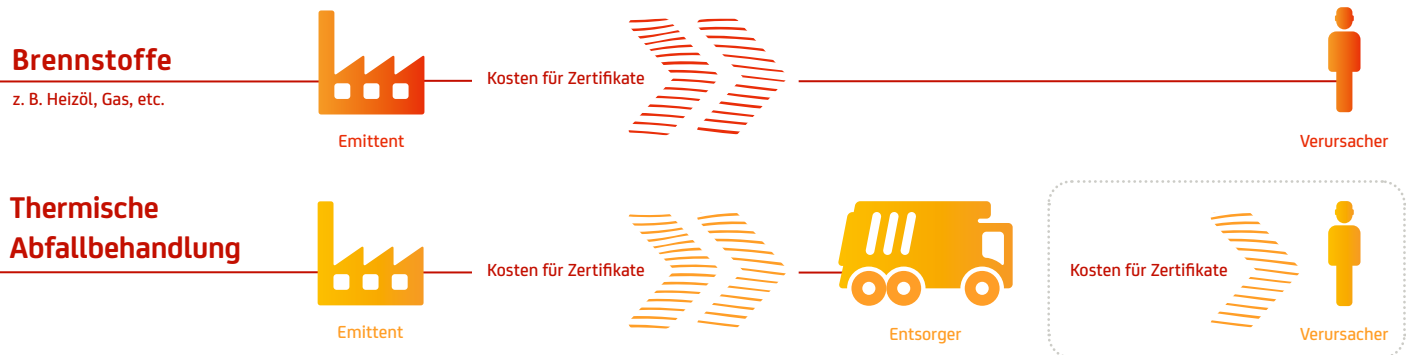 Brennstoffe
z. B. Heizöl, Gas, etc.
Emittent
Kosten für Zertifikate
Verursacher
Thermische
Abfallbehandlung
Emittent
Kosten für Zertifikate
Entsorger
Kosten für Zertifikate
Verursacher